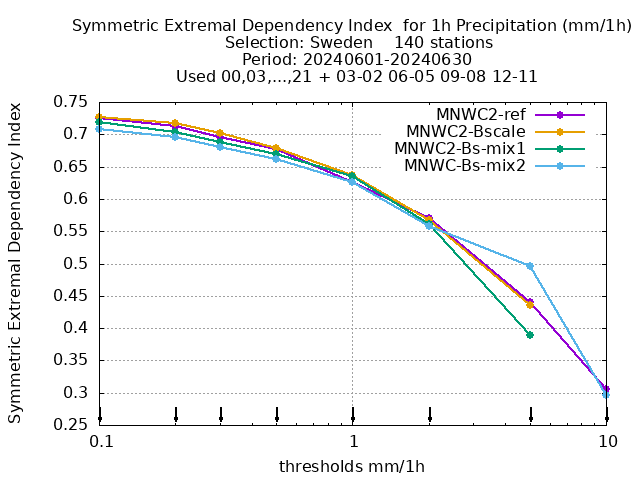 Symmetric Extremal Dependency Index  for 1h Precipitation (mm/1h)
Selection: Sweden    140 stations
Period: 20240601-20240630
Used 00,03,...,21 + 03-02 06-05 09-08 12-11
Symmetric Extremal Dependency Index
MNWC2-ref
MNWC2-Bscale
MNWC2-Bs-mix1
MNWC-Bs-mix2
0.75
0.7
0.65
0.6
0.55
0.5
0.45
0.4
0.35
0.3
0.25
0.1 1 10
thresholds mm/1h